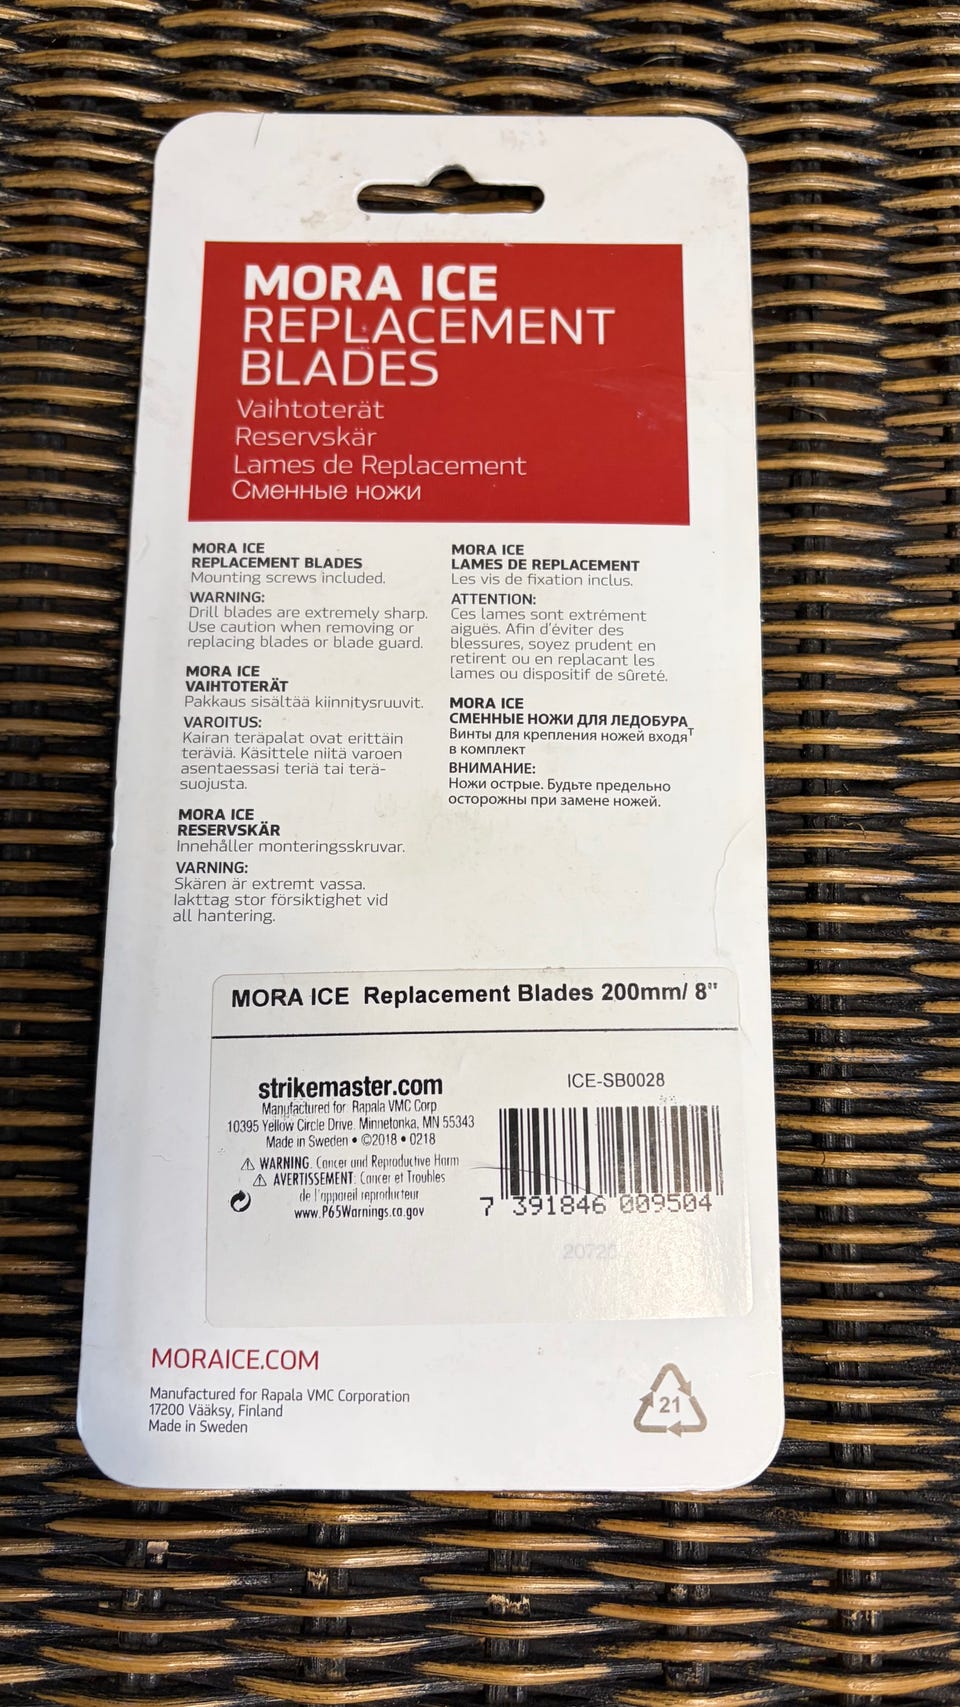 MORA ICE
REPLACEMENT
BLADES
Vaihtoterät
Reservskär
Lames de Replacement
Сменные ножи
MORA ICE
REPLACEMENT BLADES
Mounting screws included.
WARNING:
Drill blades are extremely sharp.
Use caution when removing or
replacing blades or blade guard.
MORA ICE
VAIHTOTERÄT
Pakkaus sisältää kiinnitysruuvit.
VAROITUS:
Kairan teräpalat ovat erittäin
teräviä. Käsittele niitä varoen
asentaessasi teriä tai terä-
suojusta.
MORA ICE
RESERVSKÄR
Innehåller monteringsskruvar.
VARNING:
Skären är extremt vassa.
Iakttag stor försiktighet vid
all hantering.
MORA ICE
LAMES DE REPLACEMENT
Les vis de fixation inclus.
ATTENTION:
Ces lames sont extrément
aiguës. Afin d'éviter des
blessures, soyez prudent en
retirent ou en replacant les
lames ou dispositif de sûreté.
MORA ICE
СМЕННЫЕ НОЖИ ДЛЯ ЛЕДОБУРА
Винты для крепления ножей входят
в комплект
ВНИМАНИЕ:
Ножи острые. Будьте предельно
осторожны при замене ножей.
MORA ICE Replacement Blades 200mm/ 8"
strikemaster.com
Manufactured for: Rapala VMC Corp
10395 Yellow Circle Drive. Minnetonka, MN 55343
Made in Sweden • ©2018 • 0218
⚠ WARNING: Cancer and Reproductive Harm
⚠ AVERTISSEMENT: Cancer et Troubles
de l'appareil reproducteur
www.P65Warnings.ca.gov
ICE-SB0028
7 391846 009504
MORAICE.COM
Manufactured for Rapala VMC Corporation
17200 Vääksy, Finland
Made in Sweden
21